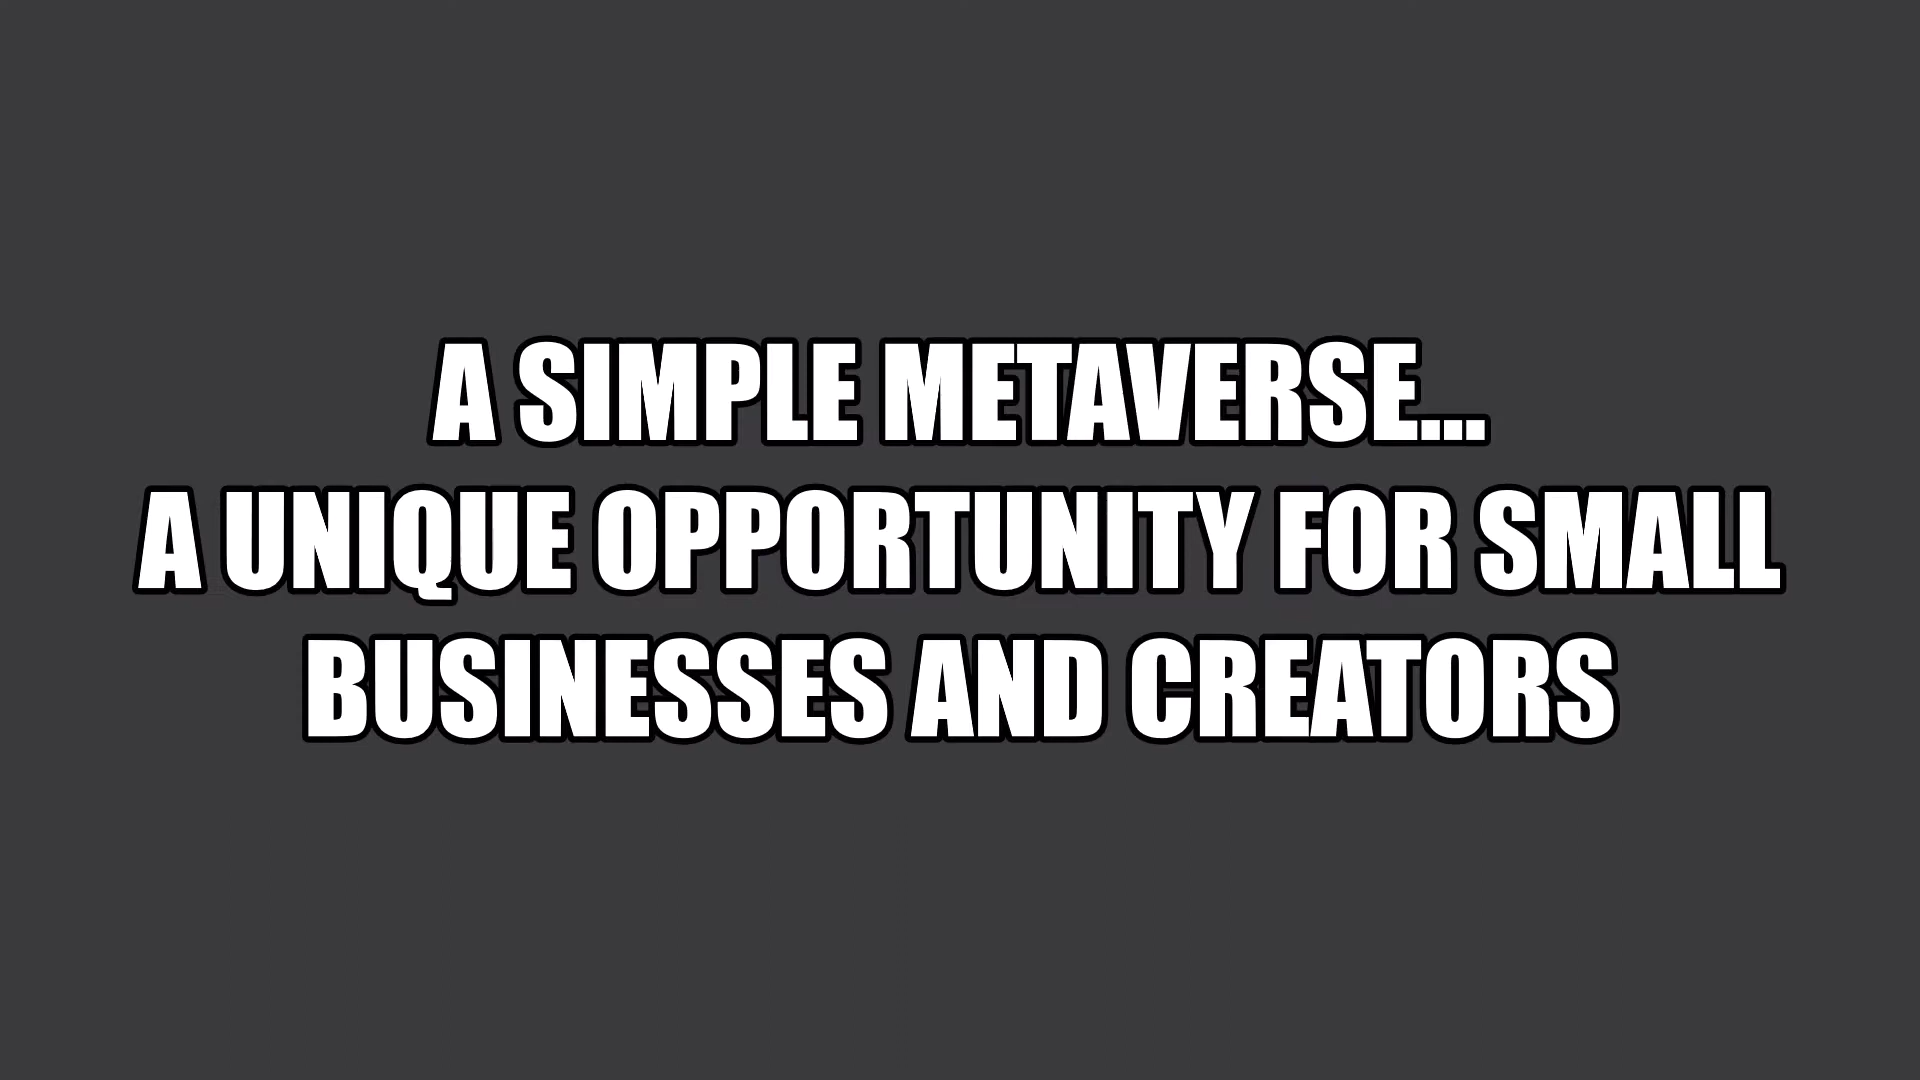 A SIMPLE METAVERSE...
A UNIQUE OPPORTUNITY FOR SMALL
BUSINESSES AND CREATORS